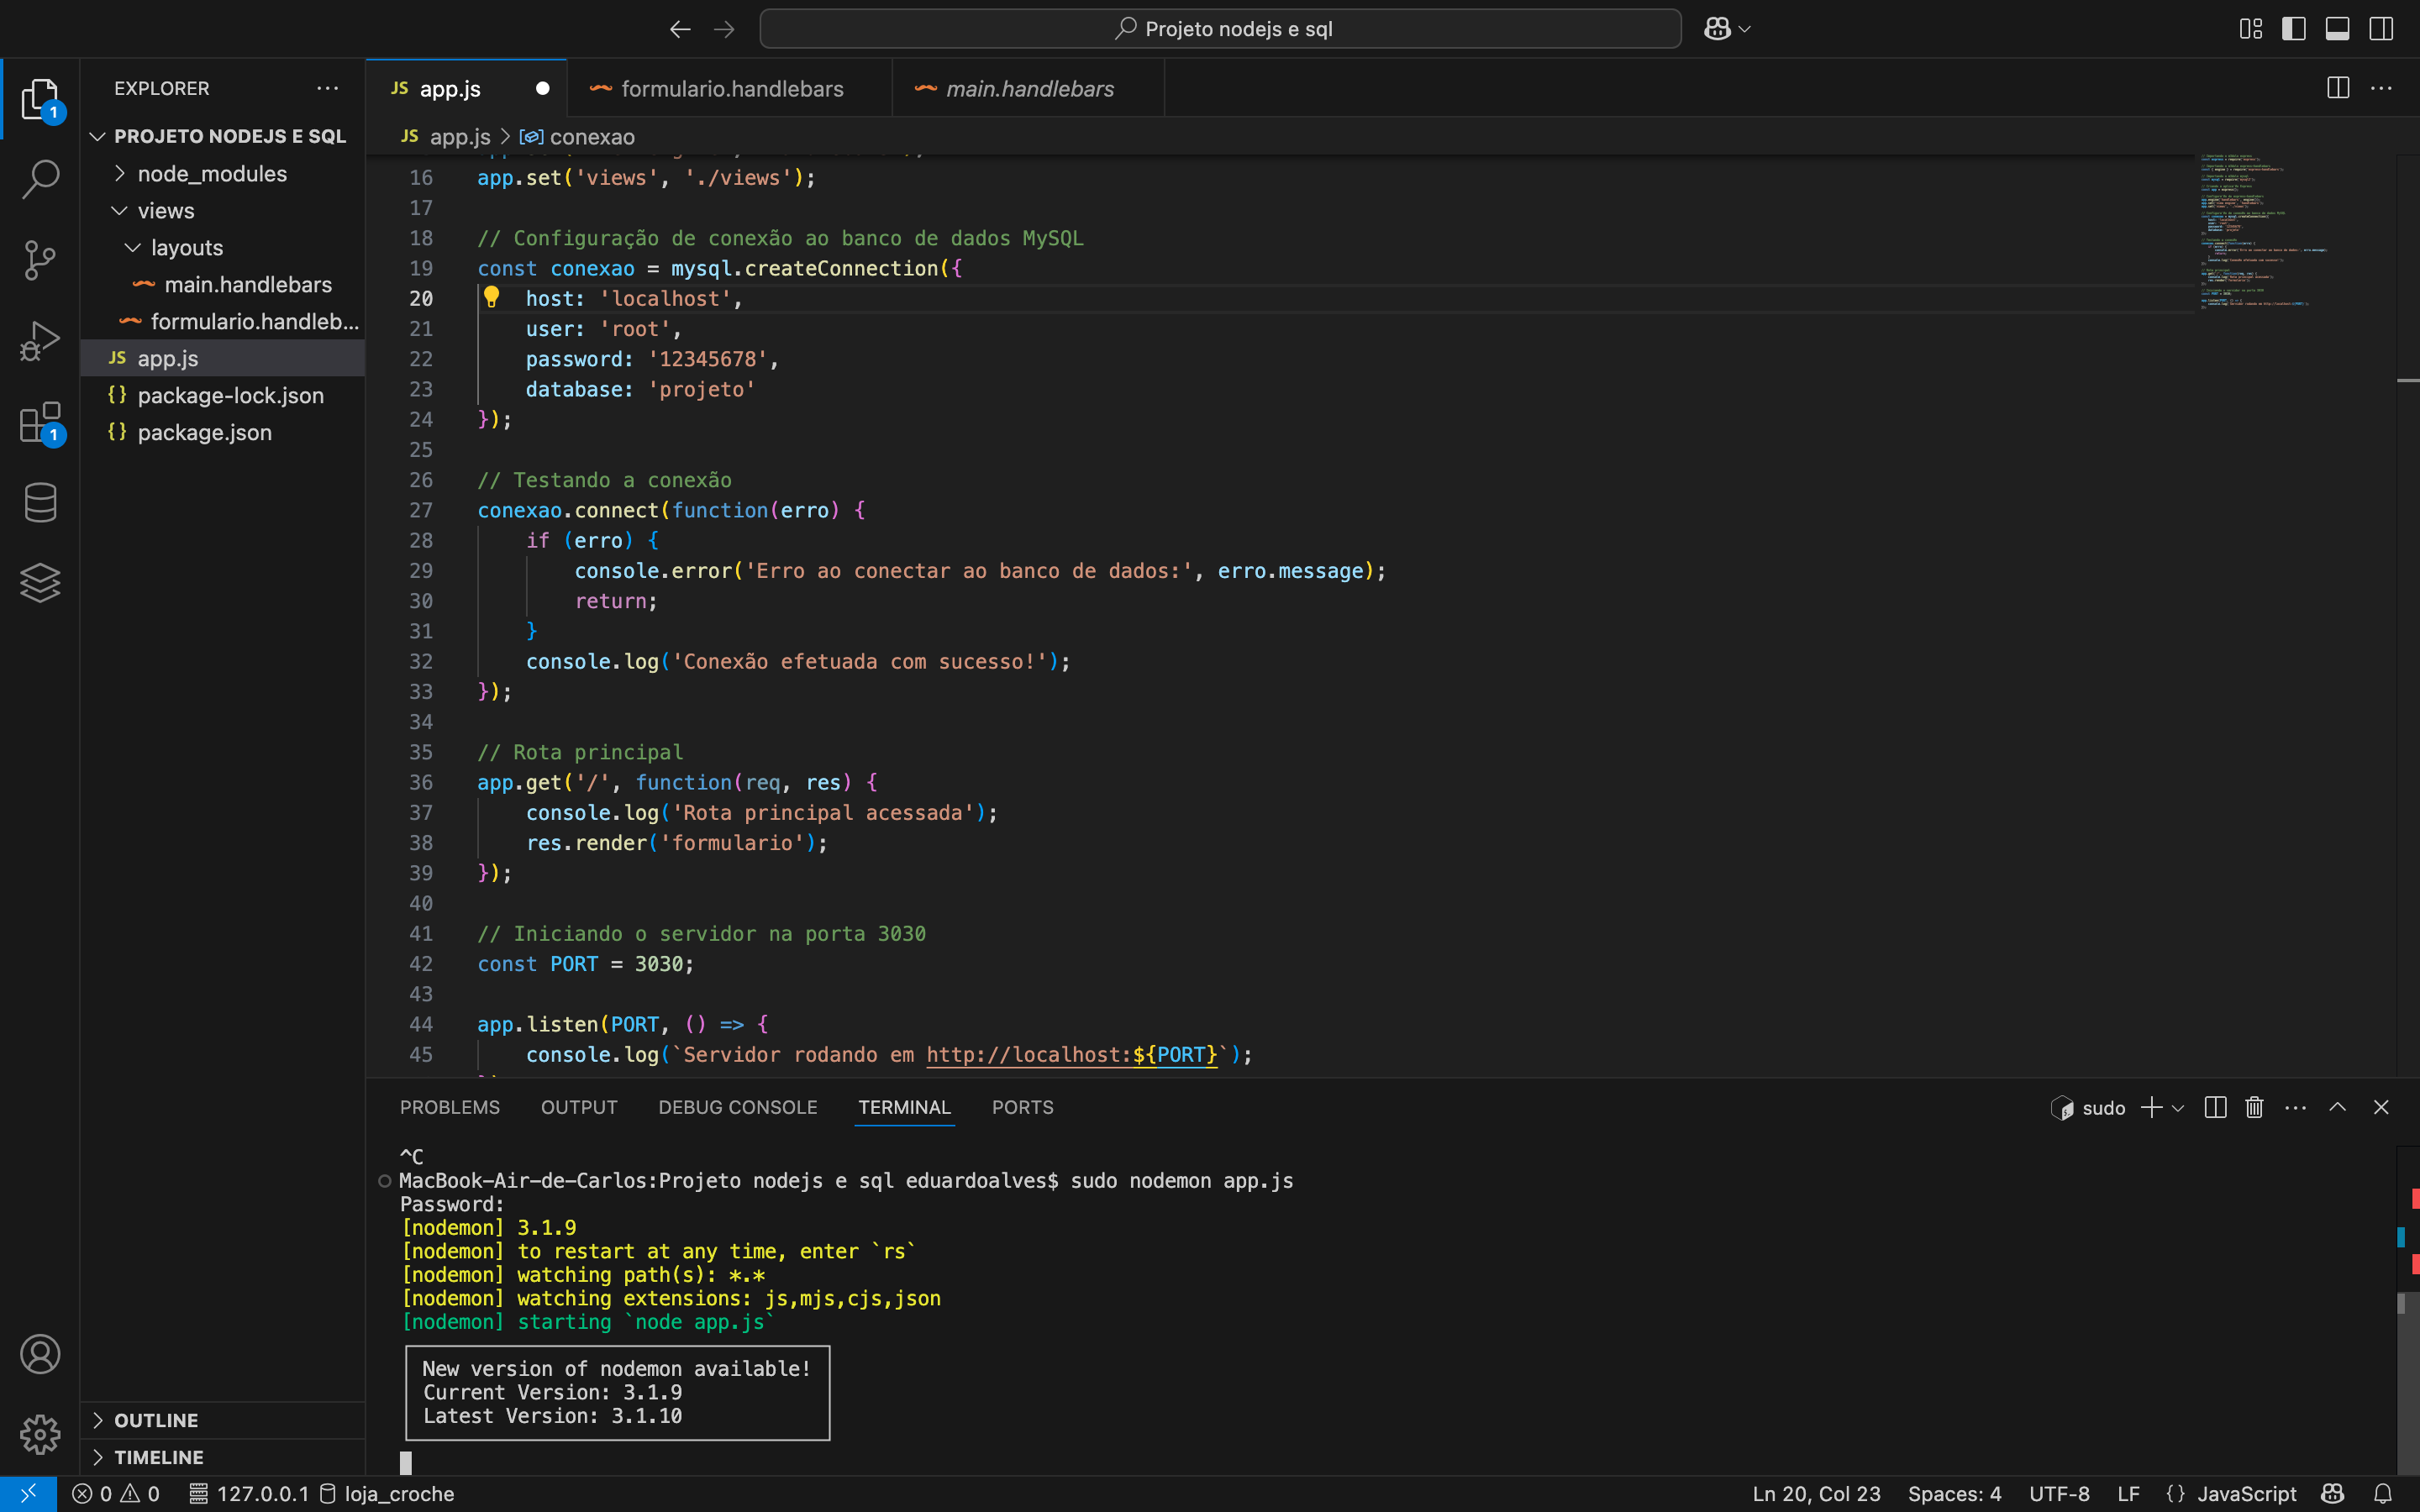 Projeto nodejs e sql
EXPLORER
PROJETO NODEJS E SQL
node_modules
views
layouts
main.handlebars
formulario.handleb...
JS app.js
{} package-lock.json
{} package.json
OUTLINE
TIMELINE
1
1
JS app.js
formulario.handlebars
main.handlebars
JS app.js > conexao
16 app.set('views', './views');
17
18 // Configuração de conexão ao banco de dados MySQL
19 const conexao = mysql.createConnection({
20 host: 'localhost',
21 user: 'root',
22 password: '12345678',
23 database: 'projeto'
24 });
25
26 // Testando a conexão
27 conexao.connect(function(erro) {
28 if (erro) {
29 console.error('Erro ao conectar ao banco de dados:', erro.message);
30 return;
31 }
32 console.log('Conexão efetuada com sucesso!');
33 });
34
35 // Rota principal
36 app.get('/', function(req, res) {
37 console.log('Rota principal acessada');
38 res.render('formulario');
39 });
40
41 // Iniciando o servidor na porta 3030
42 const PORT = 3030;
43
44 app.listen(PORT, () => {
45 console.log(`Servidor rodando em http://localhost:${PORT}`);
PROBLEMS OUTPUT DEBUG CONSOLE TERMINAL PORTS
sudo
^C
MacBook-Air-de-Carlos:Projeto nodejs e sql eduardoalves$ sudo nodemon app.js
Password:
[nodemon] 3.1.9
[nodemon] to restart at any time, enter `rs`
[nodemon] watching path(s): *.*
[nodemon] watching extensions: js,mjs,cjs,json
[nodemon] starting `node app.js`
New version of nodemon available!
Current Version: 3.1.9
Latest Version: 3.1.10
0 0 127.0.0.1 loja_croche
Ln 20, Col 23 Spaces: 4 UTF-8 LF {} JavaScript